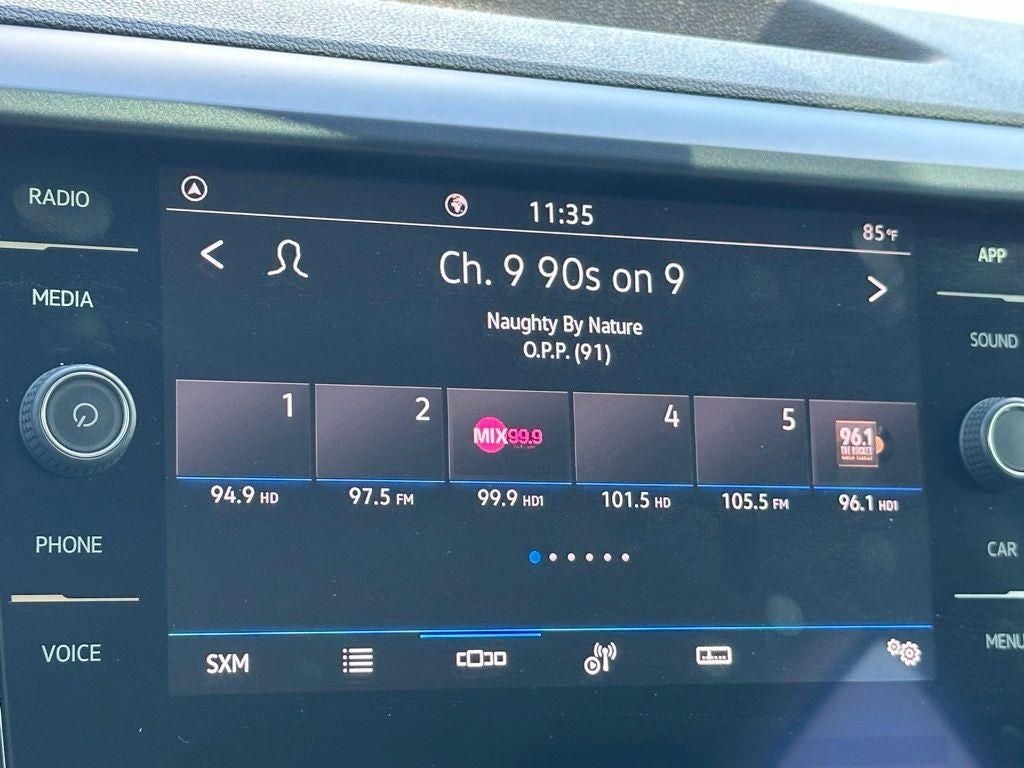 RADIO
MEDIA
PHONE
VOICE
11:35
85°F
Ch. 9 90s on 9
Naughty By Nature
O.P.P. (91)
1
2
MIX99.9
4
5
96.1
THE ROCKET
94.9 HD
97.5 FM
99.9 HD1
101.5 HD
105.5 FM
96.1 HD1
SXM
APP
SOUND
CAR
MENU